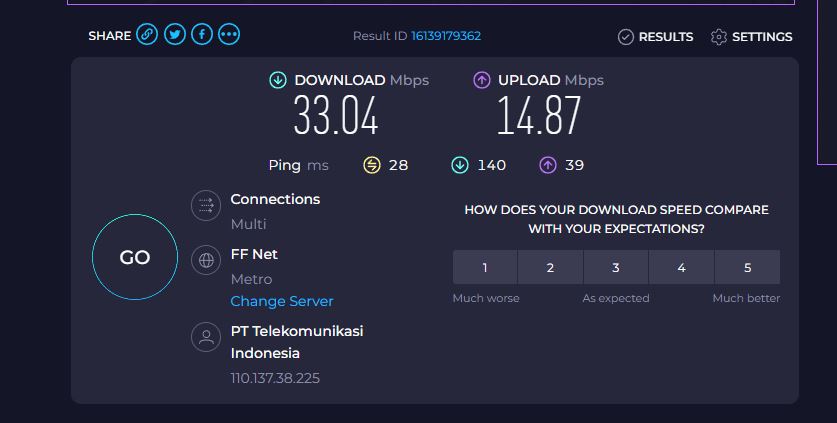 SHARE
Result ID 16139179362
RESULTS
SETTINGS
DOWNLOAD Mbps
33.04
UPLOAD Mbps
14.87
Ping ms 28 140 39
GO
Connections
Multi
FF Net
Metro
Change Server
PT Telekomunikasi
Indonesia
110.137.38.225
HOW DOES YOUR DOWNLOAD SPEED COMPARE
WITH YOUR EXPECTATIONS?
1 2 3 4 5
Much worse As expected Much better